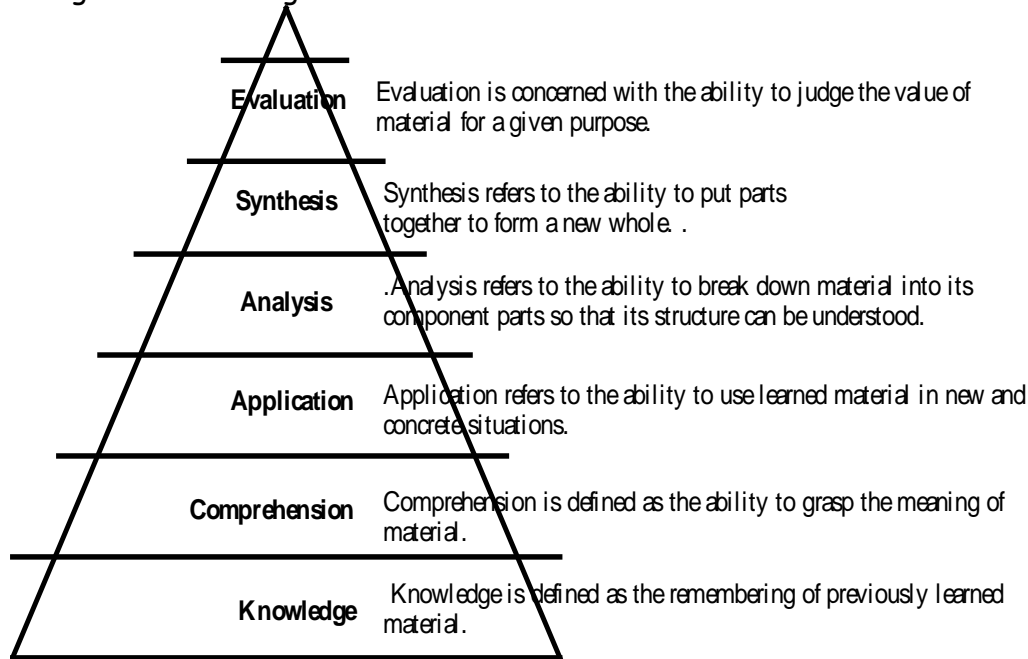 Evaluation
Evaluation is concerned with the ability to judge the value of
material for a given purpose.
Synthesis
Synthesis refers to the ability to put parts
together to form a new whole. .
Analysis
.Analysis refers to the ability to break down material into its
component parts so that its structure can be understood.
Application
Application refers to the ability to use learned material in new and
concrete situations.
Comprehension
Comprehension is defined as the ability to grasp the meaning of
material.
Knowledge
Knowledge is defined as the remembering of previously learned
material.